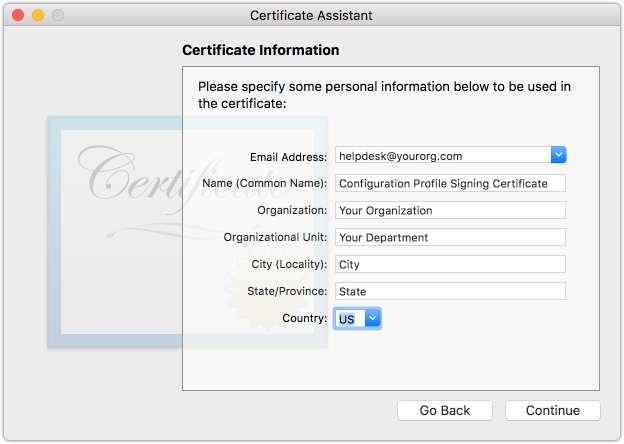 Certificate Assistant
Certificate Information
Please specify some personal information below to be used in
the certificate:
Certificate
Email Address: helpdesk@yourorg.com
Name (Common Name): Configuration Profile Signing Certificate
Organization: Your Organization
Organizational Unit: Your Department
City (Locality): City
State/Province: State
Country: US
Go Back Continue